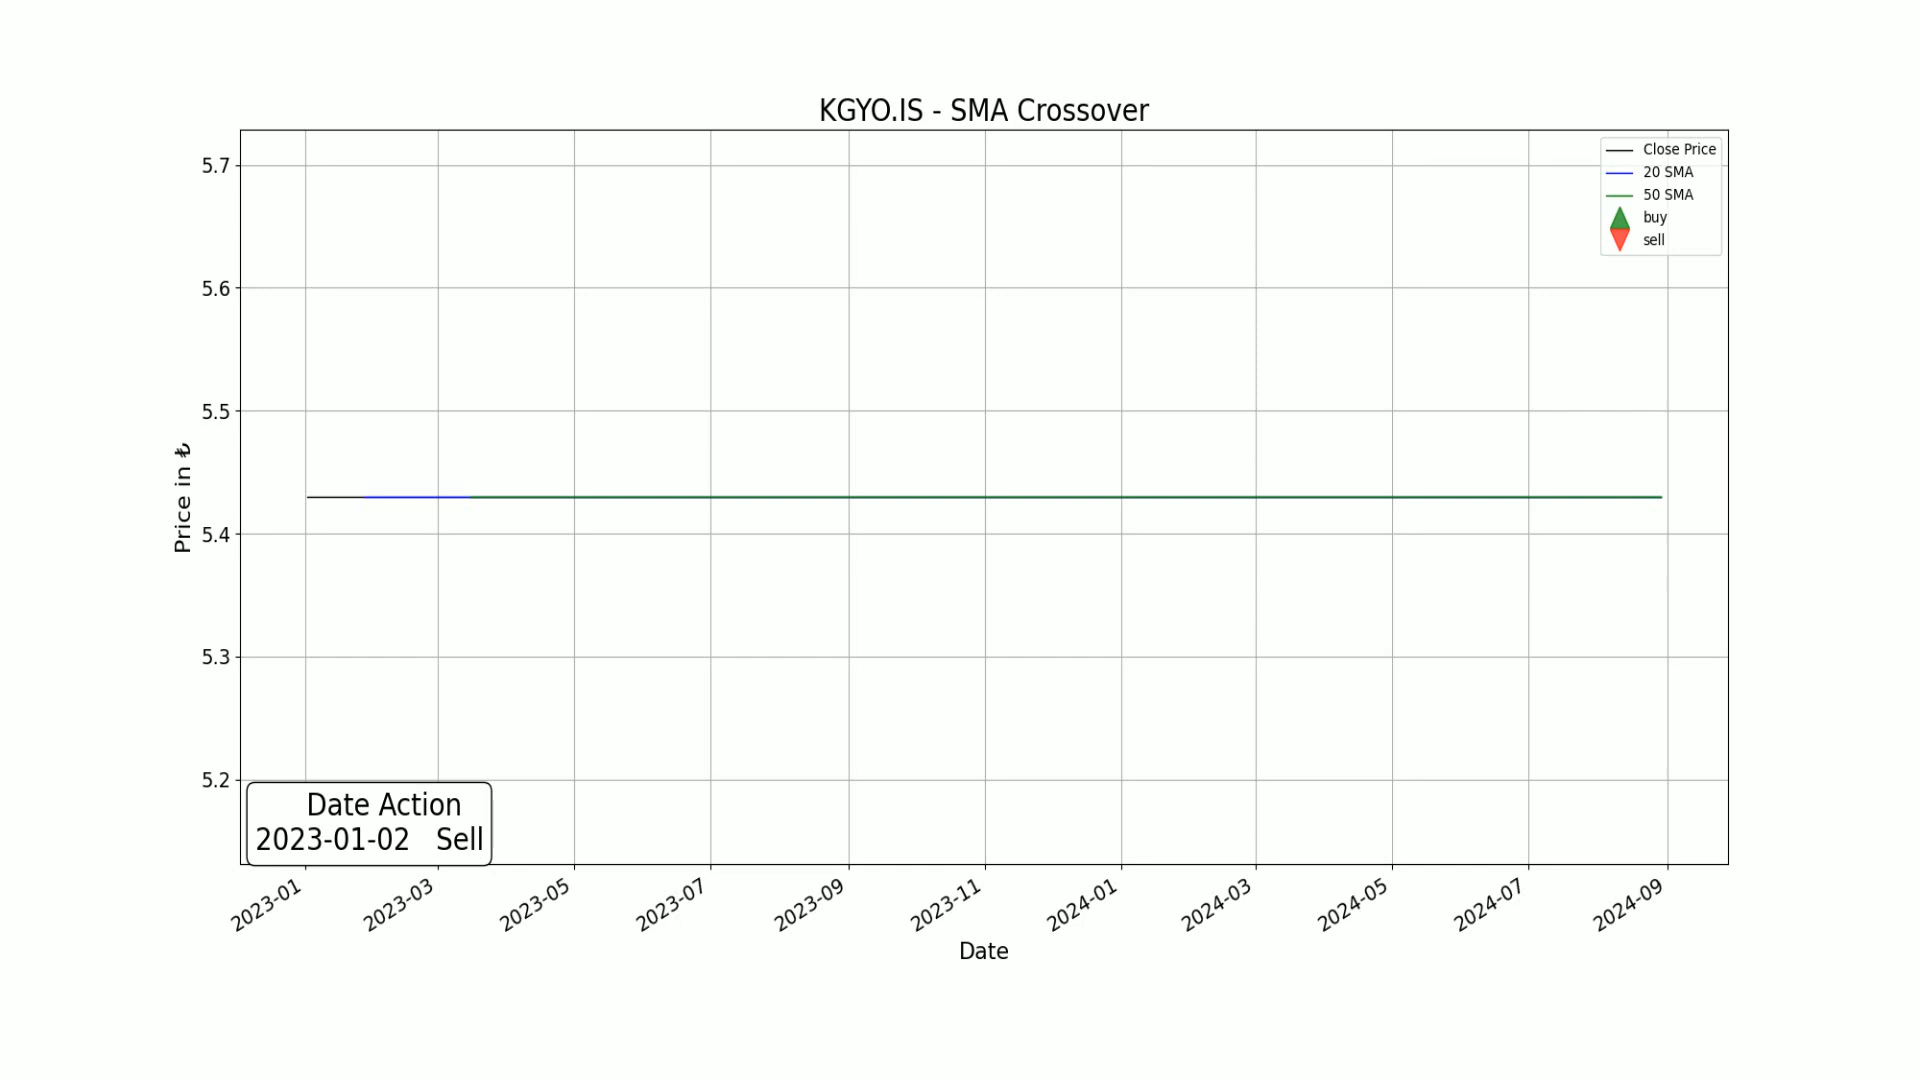 KGYO.IS - SMA Crossover
Close Price
20 SMA
50 SMA
buy
sell
5.7
5.6
5.5
5.4
5.3
5.2
Price in ₺
Date Action
2023-01-02 Sell
2023-01
2023-03
2023-05
2023-07
2023-09
2023-11
2024-01
2024-03
2024-05
2024-07
2024-09
Date